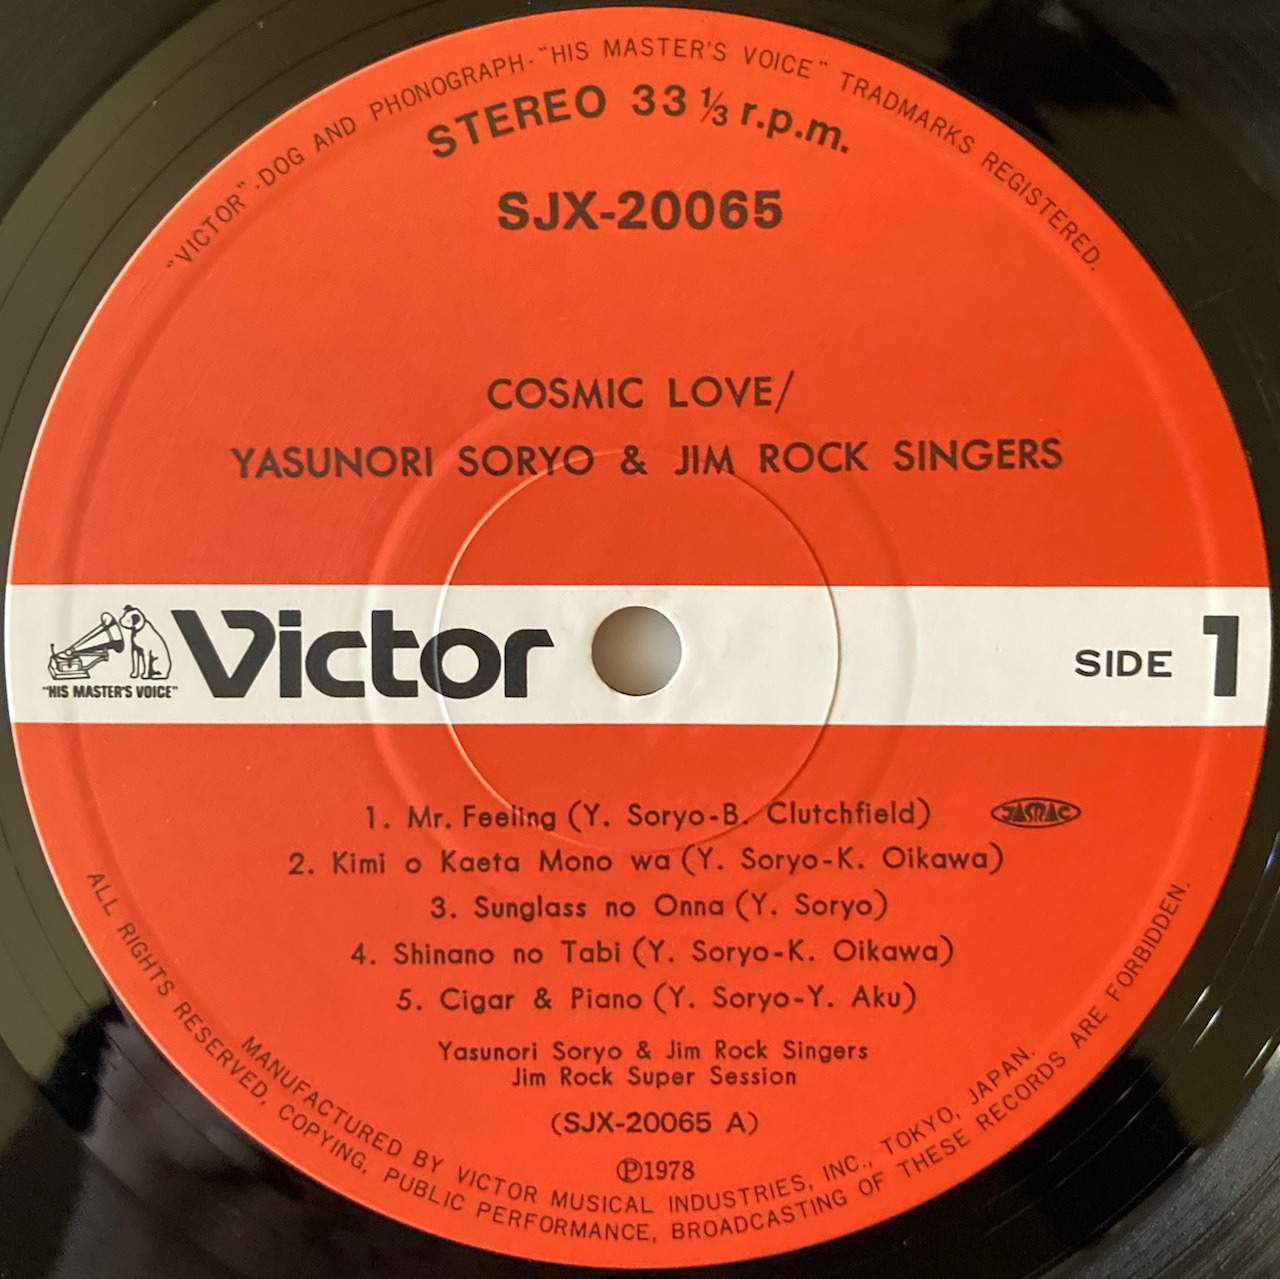 "VICTOR"-DOG AND PHONOGRAPH-"HIS MASTER'S VOICE" TRADMARKS REGISTERED.
STEREO 33 ⅓ r.p.m.
SJX-20065
COSMIC LOVE/
YASUNORI SORYO & JIM ROCK SINGERS
"HIS MASTER'S VOICE"
Victor
SIDE 1
1. Mr. Feeling (Y. Soryo-B. Clutchfield)
JASRAC
2. Kimi o Kaeta Mono wa (Y. Soryo-K. Oikawa)
3. Sunglass no Onna (Y. Soryo)
4. Shinano no Tabi (Y. Soryo-K. Oikawa)
5. Cigar & Piano (Y. Soryo-Y. Aku)
Yasunori Soryo & Jim Rock Singers
Jim Rock Super Session
(SJX-20065 A)
Ⓟ1978
MANUFACTURED BY VICTOR MUSICAL INDUSTRIES, INC., TOKYO, JAPAN.
ALL RIGHTS RESERVED, COPYING, PUBLIC PERFORMANCE, BROADCASTING OF THESE RECORDS ARE FORBIDDEN.